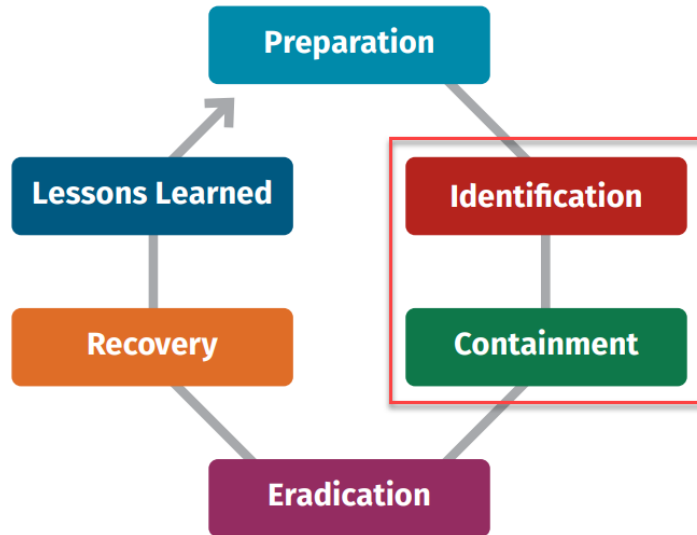 Preparation
Lessons Learned
Identification
Recovery
Containment
Eradication